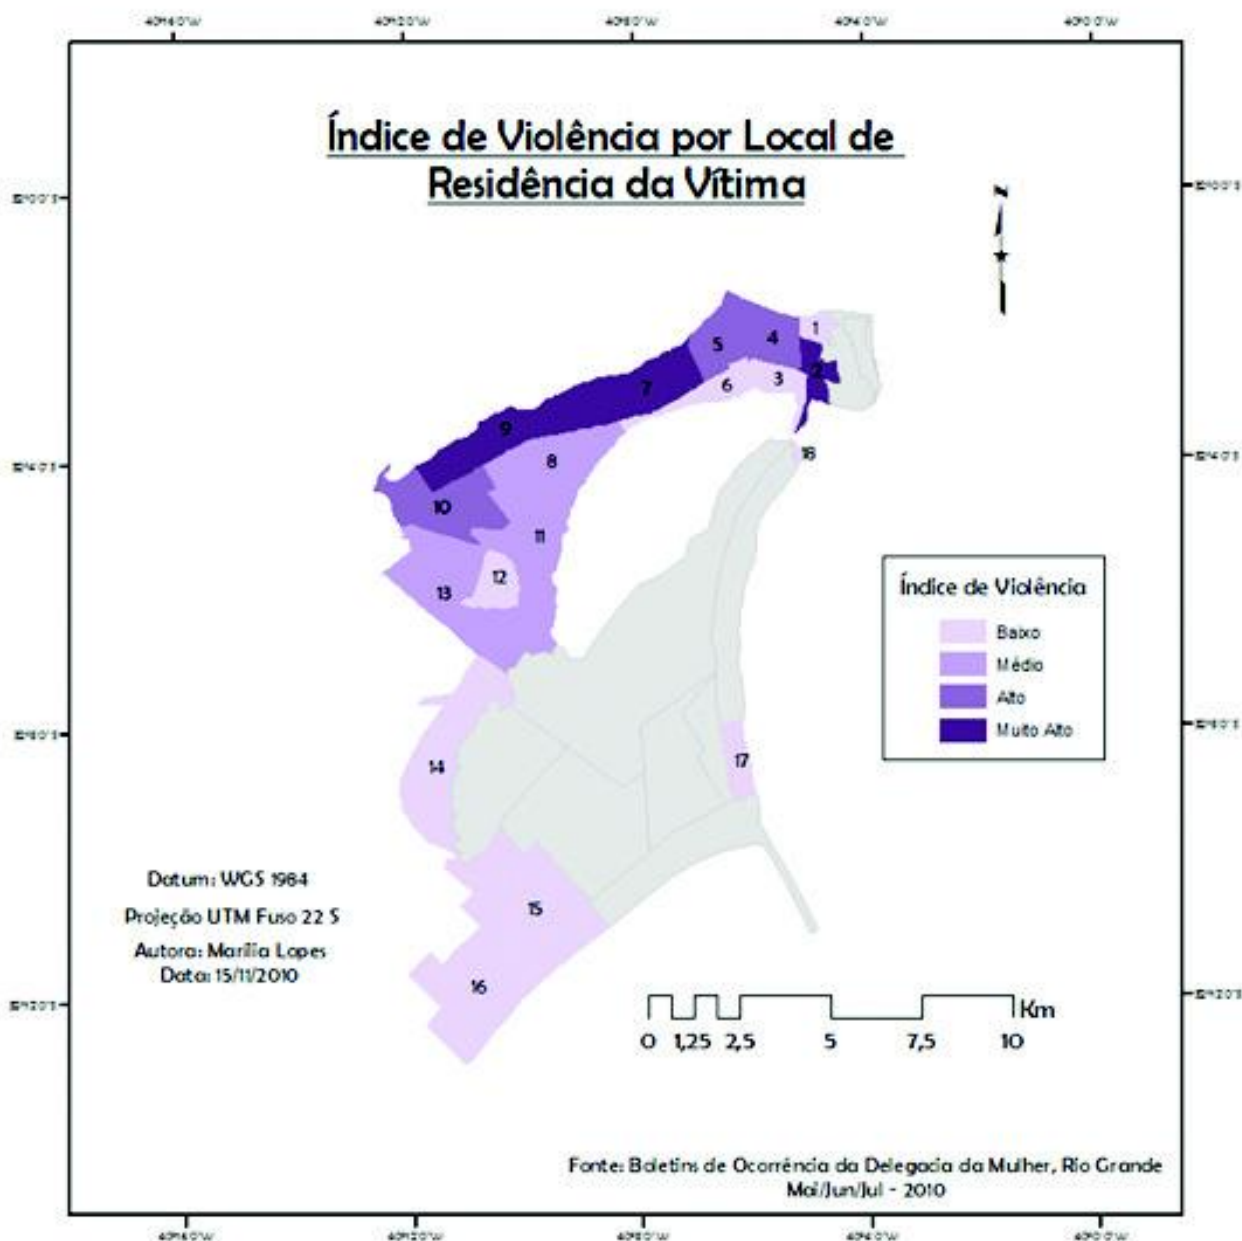 Índice de Violência por Local de
Residência da Vítima
N
1
2
3
4
5
6
7
8
9
10
11
12
13
14
15
16
17
18
Índice de Violência
Baixo
Médio
Alto
Muito Alto
Datum: WGS 1984
Projeção UTM Fuso 22 S
Autora: Marília Lopes
Data: 15/11/2010
Km
0 1,25 2,5 5 7,5 10
Fonte: Boletins de Ocorrência da Delegacia da Mulher, Rio Grande
Mai/Jun/Jul - 2010